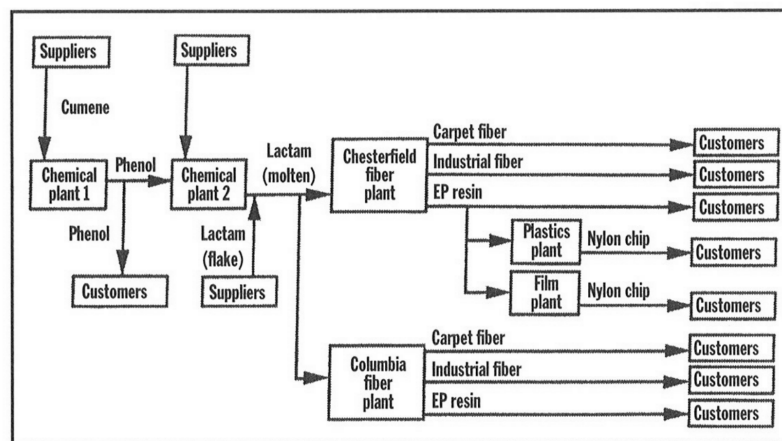 Suppliers
Suppliers
Cumene
Chemical
plant 1
Phenol
Phenol
Customers
Chemical
plant 2
Lactam
(molten)
Lactam
(flake)
Suppliers
Chesterfield
fiber
plant
Carpet fiber
Customers
Industrial fiber
Customers
EP resin
Customers
Plastics
plant
Nylon chip
Customers
Film
plant
Nylon chip
Customers
Columbia
fiber
plant
Carpet fiber
Customers
Industrial fiber
Customers
EP resin
Customers